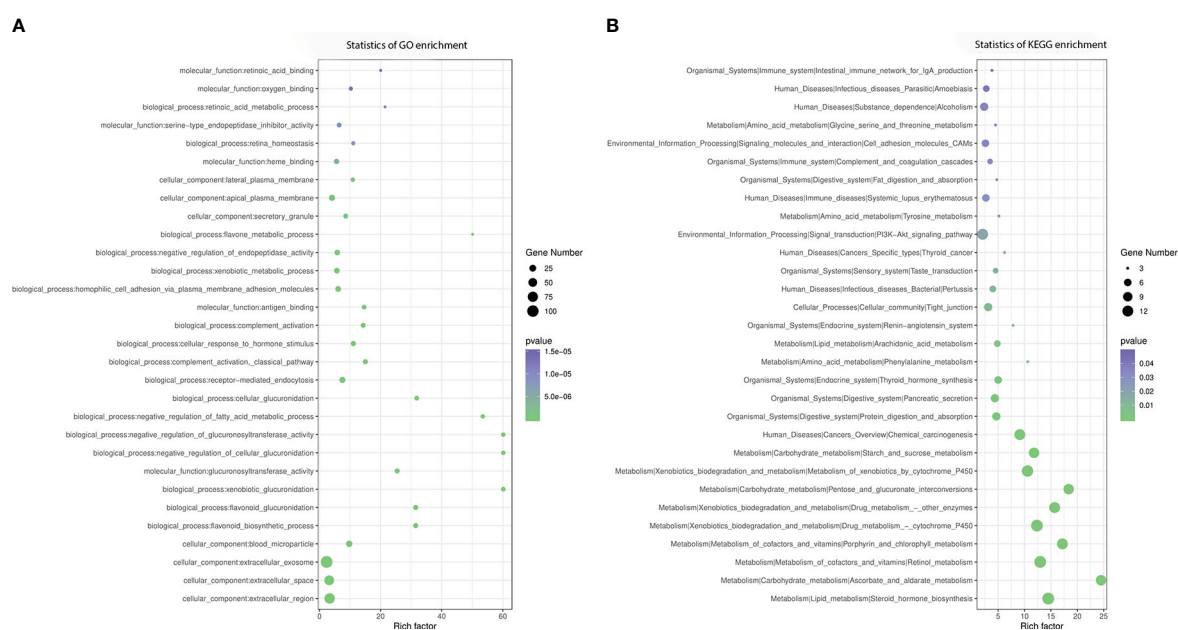 A
Statistics of GO enrichment
molecular_function:retinoic_acid_binding
molecular_function:oxygen_binding
biological_process:retinoic_acid_metabolic_process
molecular_function:serine-type_endopeptidase_inhibitor_activity
biological_process:retina_homeostasis
molecular_function:heme_binding
cellular_component:lateral_plasma_membrane
cellular_component:apical_plasma_membrane
cellular_component:secretory_granule
biological_process:flavone_metabolic_process
biological_process:negative_regulation_of_endopeptidase_activity
biological_process:xenobiotic_metabolic_process
biological_process:homophilic_cell_adhesion_via_plasma_membrane_adhesion_molecules
molecular_function:antigen_binding
biological_process:complement_activation
biological_process:cellular_response_to_hormone_stimulus
biological_process:complement_activation,_classical_pathway
biological_process:receptor-mediated_endocytosis
biological_process:cellular_glucuronidation
biological_process:negative_regulation_of_fatty_acid_metabolic_process
biological_process:negative_regulation_of_glucuronosyltransferase_activity
biological_process:negative_regulation_of_cellular_glucuronidation
molecular_function:glucuronosyltransferase_activity
biological_process:xenobiotic_glucuronidation
biological_process:flavonoid_glucuronidation
biological_process:flavonoid_biosynthetic_process
cellular_component:blood_microparticle
cellular_component:extracellular_exosome
cellular_component:extracellular_space
cellular_component:extracellular_region
0 20 40 60
Rich factor
Gene Number
25
50
75
100
pvalue
1.5e-05
1.0e-05
5.0e-06
B
Statistics of KEGG enrichment
Organismal_Systems|Immune_system|Intestinal_immune_network_for_IgA_production
Human_Diseases|Infectious_diseases_Parasitic|Amoebiasis
Human_Diseases|Substance_dependence|Alcoholism
Metabolism|Amino_acid_metabolism|Glycine_serine_and_threonine_metabolism
Environmental_Information_Processing|Signaling_molecules_and_interaction|Cell_adhesion_molecules_CAMs
Organismal_Systems|Immune_system|Complement_and_coagulation_cascades
Organismal_Systems|Digestive_system|Fat_digestion_and_absorption
Human_Diseases|Immune_diseases|Systemic_lupus_erythematosus
Metabolism|Amino_acid_metabolism|Tyrosine_metabolism
Environmental_Information_Processing|Signal_transduction|PI3K-Akt_signaling_pathway
Human_Diseases|Cancers_Specific_types|Thyroid_cancer
Organismal_Systems|Sensory_system|Taste_transduction
Human_Diseases|Infectious_diseases_Bacterial|Pertussis
Cellular_Processes|Cellular_community|Tight_junction
Organismal_Systems|Endocrine_system|Renin-angiotensin_system
Metabolism|Lipid_metabolism|Arachidonic_acid_metabolism
Metabolism|Amino_acid_metabolism|Phenylalanine_metabolism
Organismal_Systems|Endocrine_system|Thyroid_hormone_synthesis
Organismal_Systems|Digestive_system|Pancreatic_secretion
Organismal_Systems|Digestive_system|Protein_digestion_and_absorption
Human_Diseases|Cancers_Overview|Chemical_carcinogenesis
Metabolism|Carbohydrate_metabolism|Starch_and_sucrose_metabolism
Metabolism|Xenobiotics_biodegradation_and_metabolism|Metabolism_of_xenobiotics_by_cytochrome_P450
Metabolism|Carbohydrate_metabolism|Pentose_and_glucuronate_interconversions
Metabolism|Xenobiotics_biodegradation_and_metabolism|Drug_metabolism_-_other_enzymes
Metabolism|Xenobiotics_biodegradation_and_metabolism|Drug_metabolism_-_cytochrome_P450
Metabolism|Metabolism_of_cofactors_and_vitamins|Porphyrin_and_chlorophyll_metabolism
Metabolism|Metabolism_of_cofactors_and_vitamins|Retinol_metabolism
Metabolism|Carbohydrate_metabolism|Ascorbate_and_aldarate_metabolism
Metabolism|Lipid_metabolism|Steroid_hormone_biosynthesis
5 10 15 20 25
Rich factor
Gene Number
3
6
9
12
pvalue
0.04
0.03
0.02
0.01